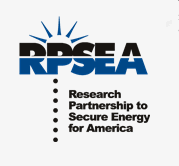 RPSEA
Research
Partnership to
Secure Energy
for America